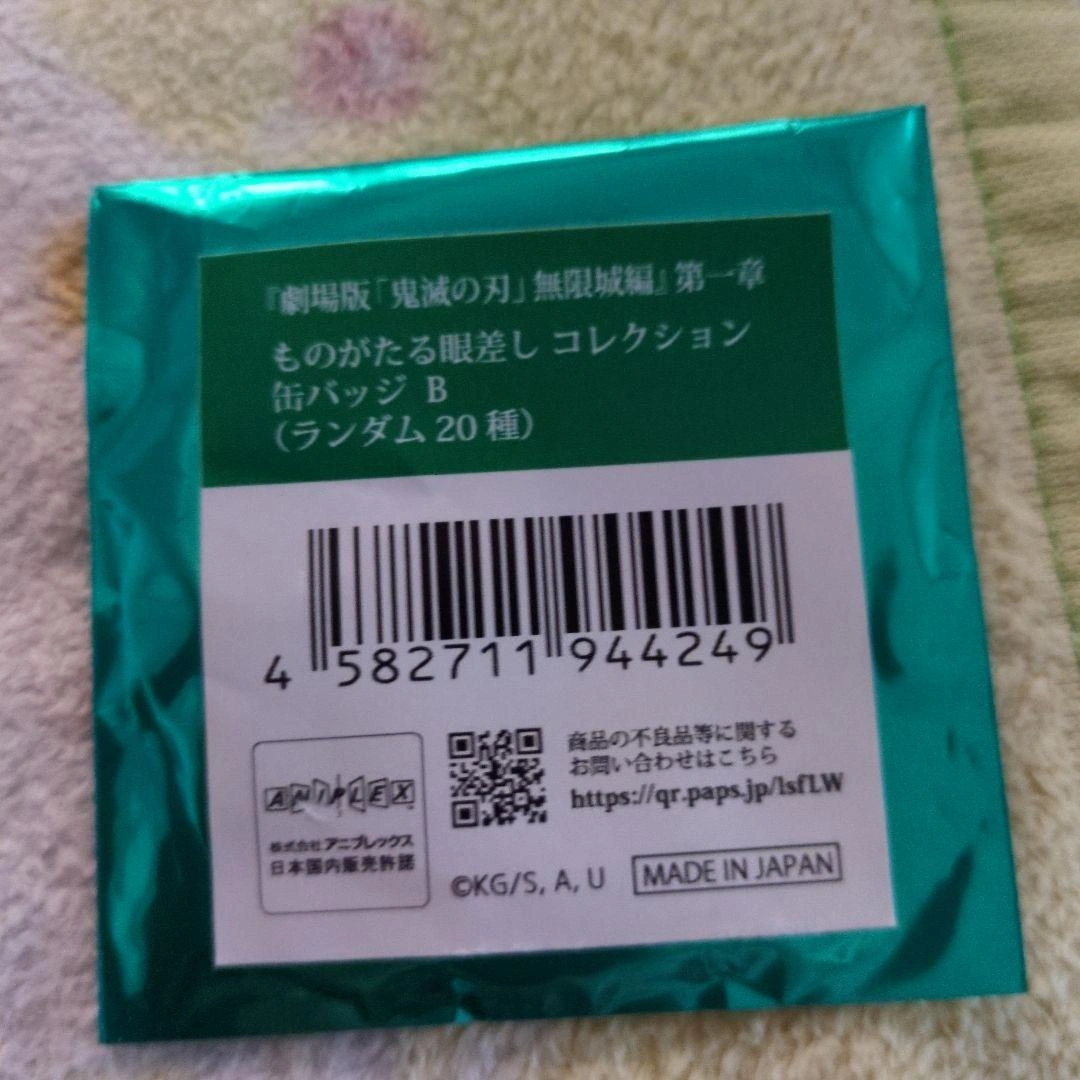 『劇場版「鬼滅の刃」無限城編』第一章
ものがたる眼差し コレクション
缶バッジ B
（ランダム20種）
4 582711 944249
ANIPLEX
株式会社アニプレックス
日本国内販売許諾
商品の不良品等に関する
お問い合わせはこちら
https://qr.paps.jp/lsfLW
©KG/S, A, U
MADE IN JAPAN